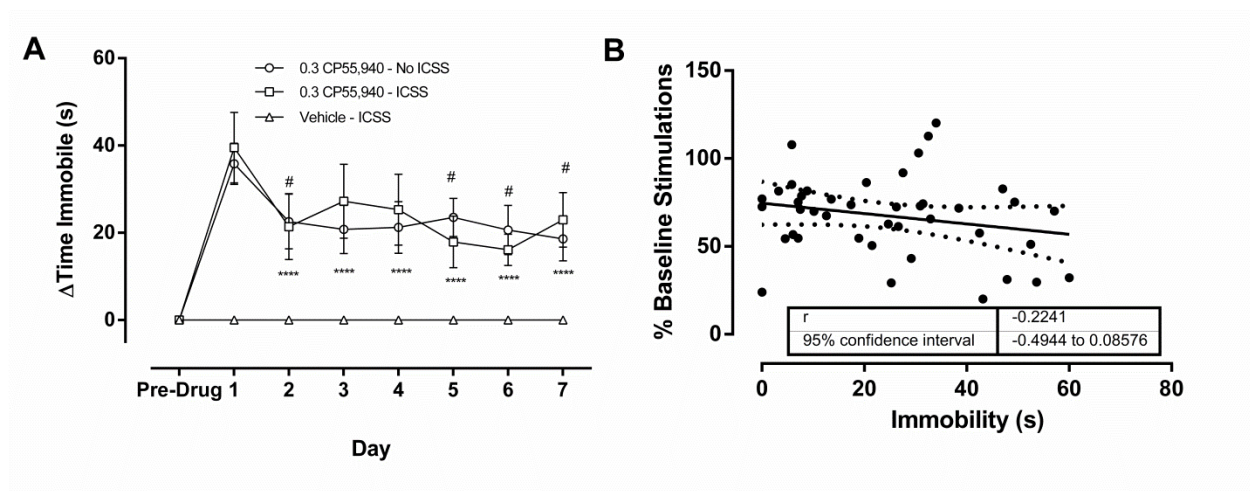 A
ΔTime Immobile (s)
60
40
20
0
0.3 CP55,940 - No ICSS
0.3 CP55,940 - ICSS
Vehicle - ICSS
# # # #
**** **** **** **** **** ****
Pre-Drug 1 2 3 4 5 6 7
Day
B
% Baseline Stimulations
150
100
50
0
r -0.2241
95% confidence interval -0.4944 to 0.08576
0 20 40 60 80
Immobility (s)